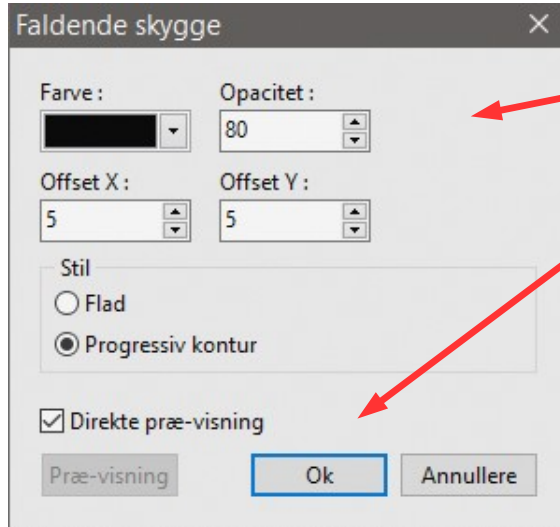 Faldende skygge
Farve : Opacitet :
80
Offset X : Offset Y :
5 5
Stil
Flad
Progressiv kontur
Direkte præ-visning
Præ-visning Ok Annullere